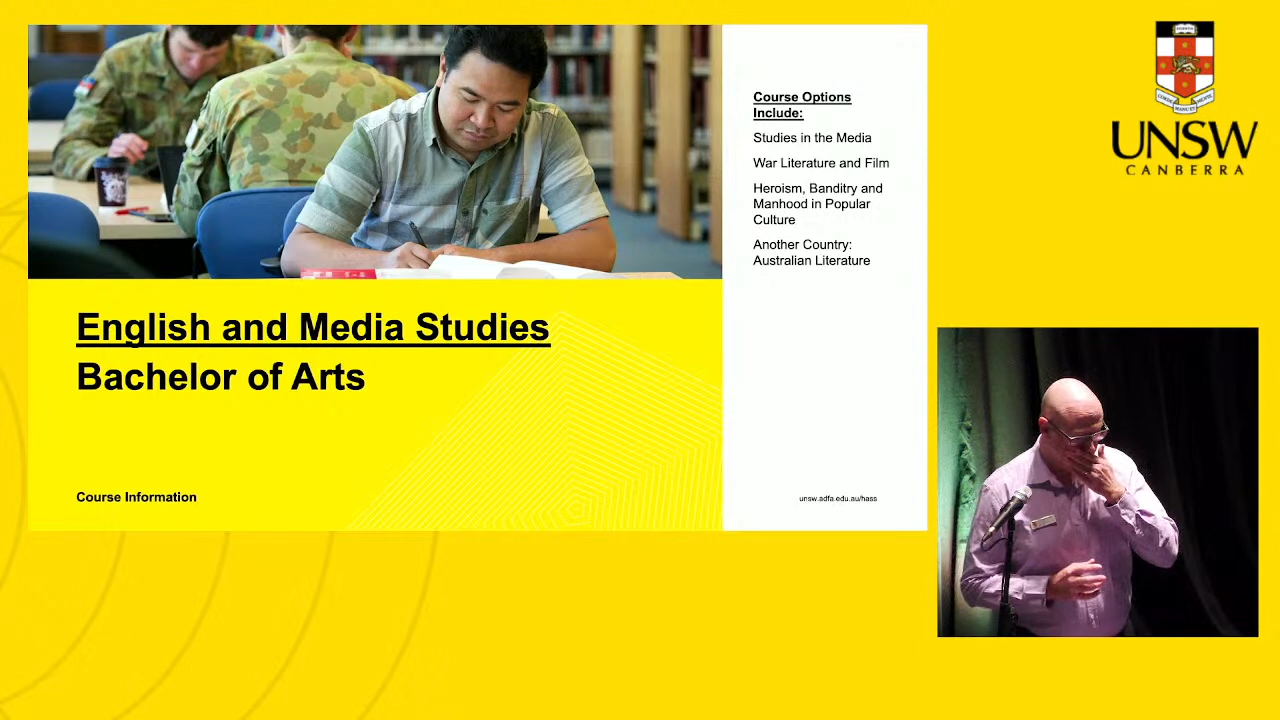 Course Options
Include:
Studies in the Media
War Literature and Film
Heroism, Banditry and
Manhood in Popular
Culture
Another Country:
Australian Literature
English and Media Studies
Bachelor of Arts
Course Information
unsw.adfa.edu.au/hass
UNSW
CANBERRA